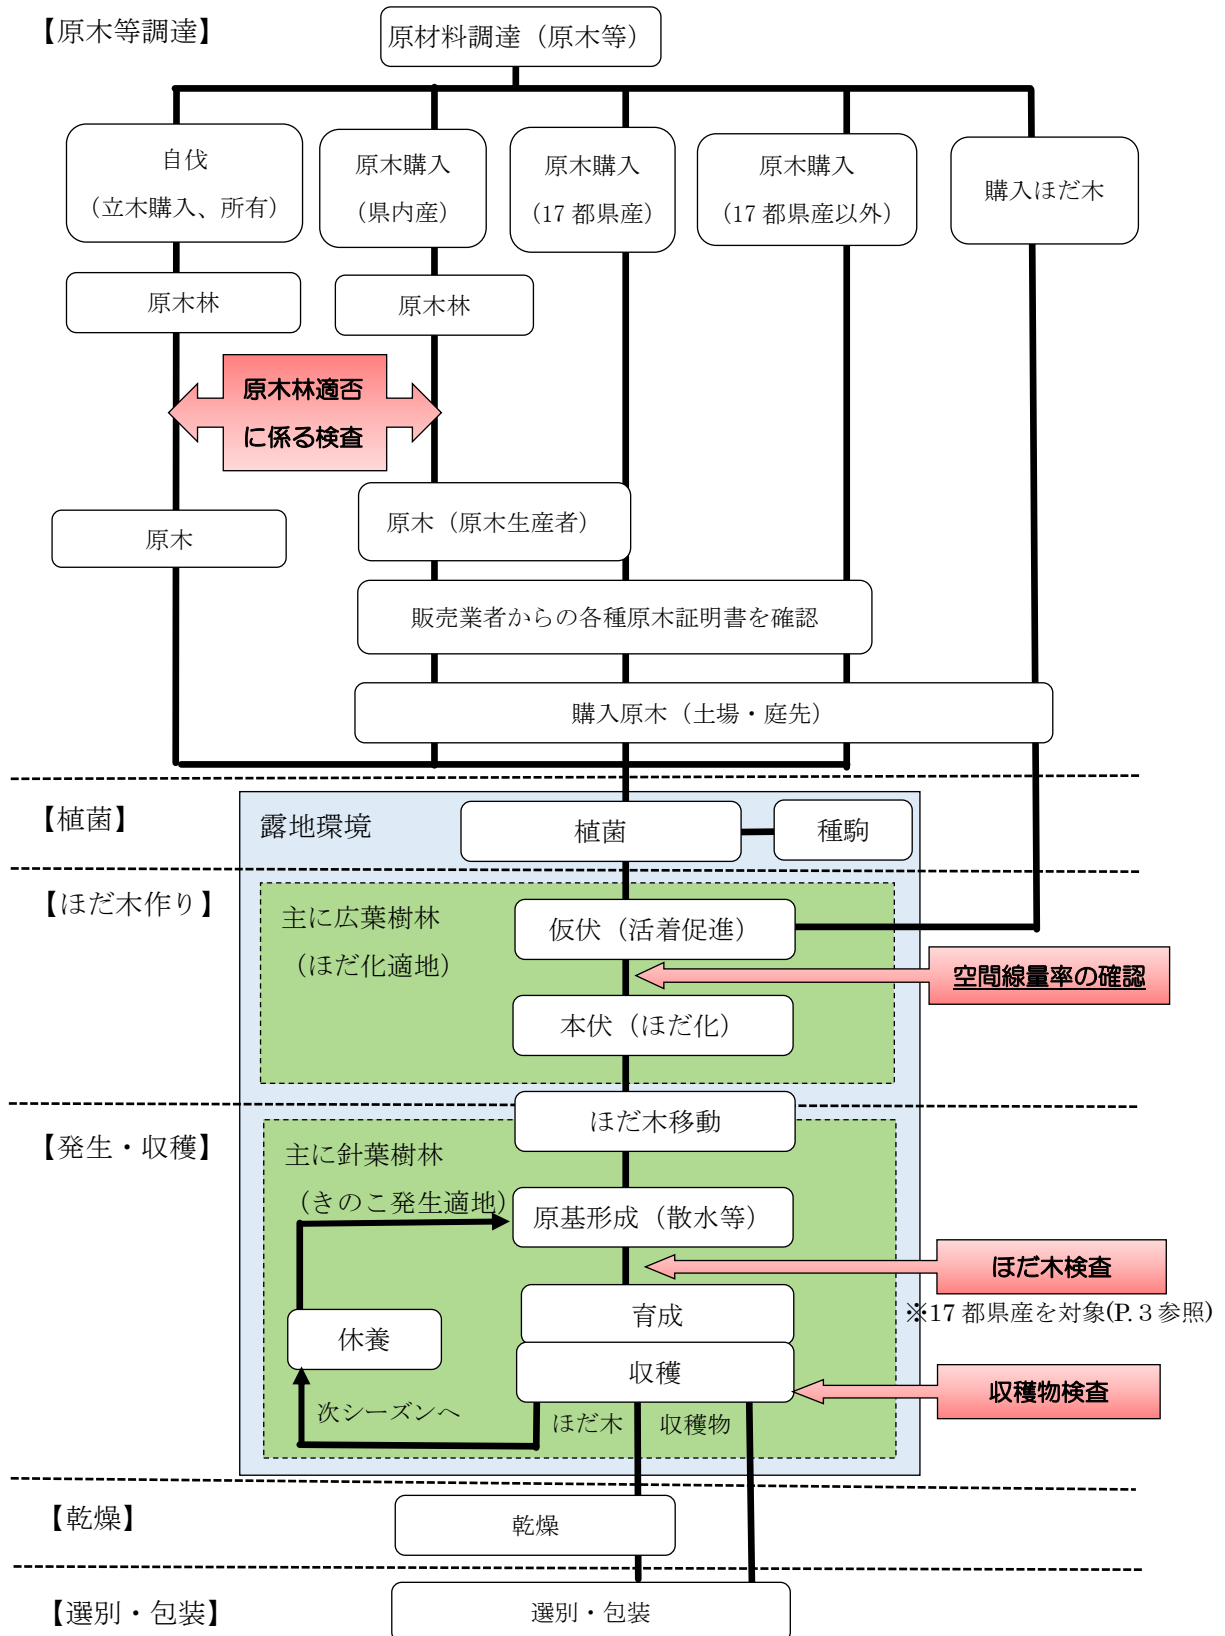 【原木等調達】
原材料調達（原木等）
自伐
（立木購入、所有）
原木購入
（県内産）
原木購入
（17 都県産）
原木購入
（17 都県産以外）
購入ほだ木
原木林
原木林
原木林適否
に係る検査
原木
原木（原木生産者）
販売業者からの各種原木証明書を確認
購入原木（土場・庭先）
【植菌】
露地環境
植菌
種駒
【ほだ木作り】
主に広葉樹林
（ほだ化適地）
仮伏（活着促進）
空間線量率の確認
本伏（ほだ化）
ほだ木移動
【発生・収穫】
主に針葉樹林
（きのこ発生適地）
原基形成（散水等）
ほだ木検査
※17 都県産を対象(P.３参照)
育成
休養
収穫
収穫物検査
次シーズンへ
ほだ木
収穫物
【乾燥】
乾燥
【選別・包装】
選別・包装